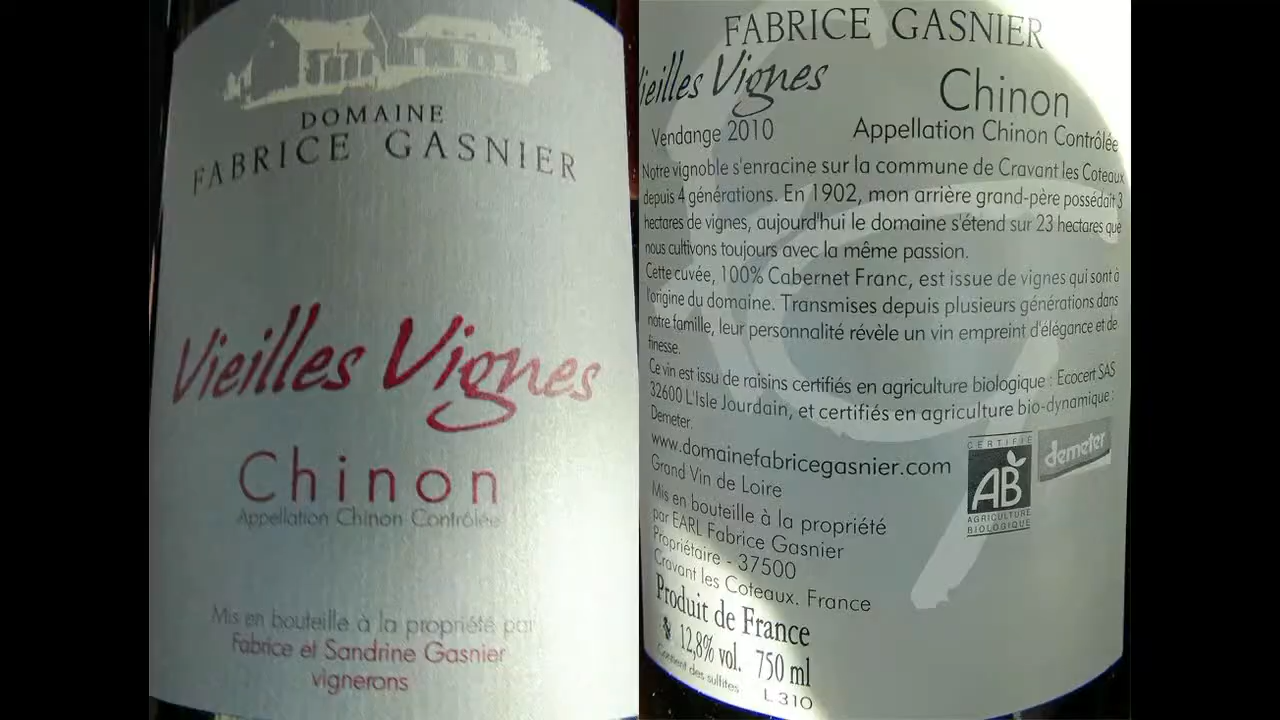 DOMAINE
FABRICE GASNIER
Vieilles Vignes
Chinon
Appellation Chinon Contrôlée
Mis en bouteille à la propriété par
Fabrice et Sandrine Gasnier
vignerons
FABRICE GASNIER
Vieilles Vignes
Chinon
Vendange 2010
Appellation Chinon Contrôlée
Notre vignoble s'enracine sur la commune de Cravant les Coteaux
depuis 4 générations. En 1902, mon arrière grand-père possédait 3
hectares de vignes, aujourd'hui le domaine s'étend sur 23 hectares que
nous cultivons toujours avec la même passion.
Cette cuvée, 100% Cabernet Franc, est issue de vignes qui sont à
l'origine du domaine. Transmises depuis plusieurs générations dans
notre famille, leur personnalité révèle un vin empreint d'élégance et de
finesse.
Ce vin est issu de raisins certifiés en agriculture biologique : Ecocert SAS
32600 L'Isle Jourdain, et certifiés en agriculture bio-dynamique :
Demeter.
www.domainefabricegasnier.com
Grand Vin de Loire
Mis en bouteille à la propriété
par EARL Fabrice Gasnier
Propriétaire - 37500
Cravant les Coteaux. France
Produit de France
12,8% vol. 750 ml
Contient des sulfites
L 310
CERTIFIÉ
AB
AGRICULTURE
BIOLOGIQUE
demeter